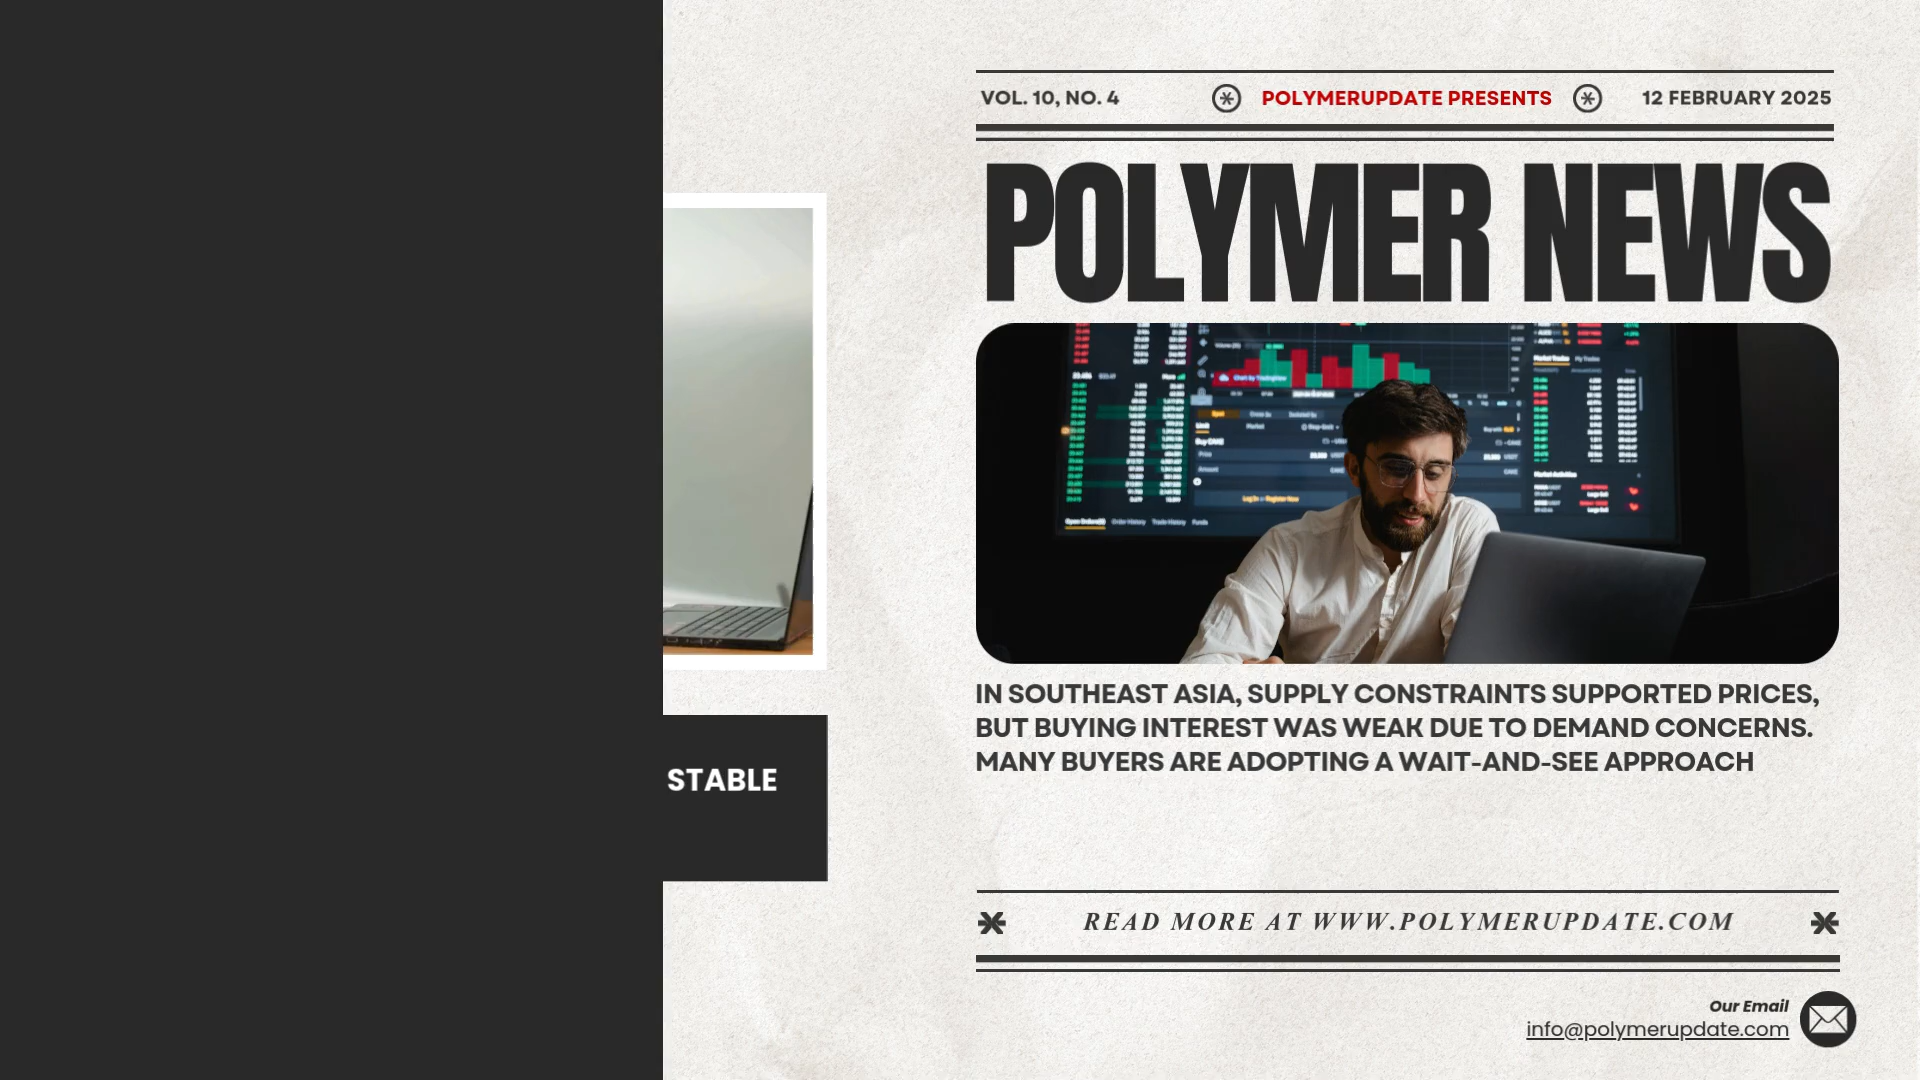 VOL. 10, NO. 4
POLYMERUPDATE PRESENTS
12 FEBRUARY 2025
POLYMER NEWS
IN SOUTHEAST ASIA, SUPPLY CONSTRAINTS SUPPORTED PRICES,
BUT BUYING INTEREST WAS WEAK DUE TO DEMAND CONCERNS.
MANY BUYERS ARE ADOPTING A WAIT-AND-SEE APPROACH
STABLE
READ MORE AT WWW.POLYMERUPDATE.COM
Our Email
info@polymerupdate.com